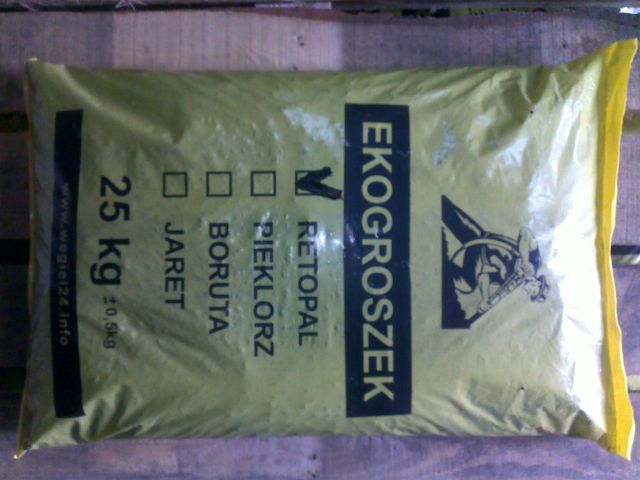 EKOGROSZEK
RETOPAL
PIEKLORZ
BORUTA
JARET
25 kg ± 0,5kg
www.wegiel24.info